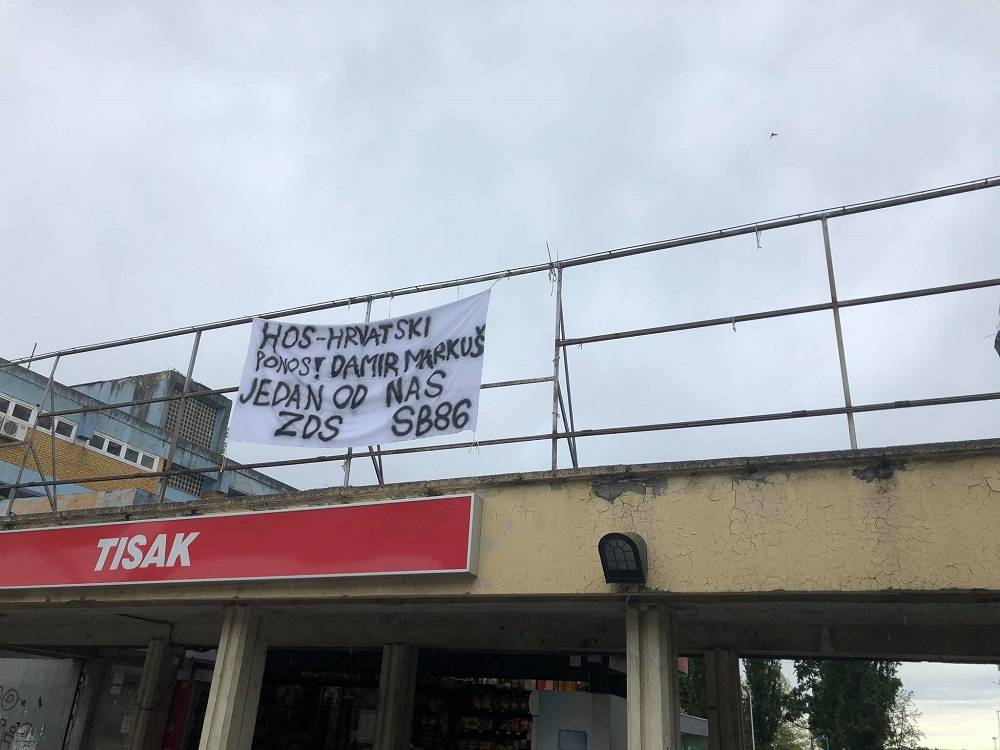 HOS-HRVATSKI
PONOS! DAMIR MARKUŠ
JEDAN OD NAS
ZDS SB86
TISAK